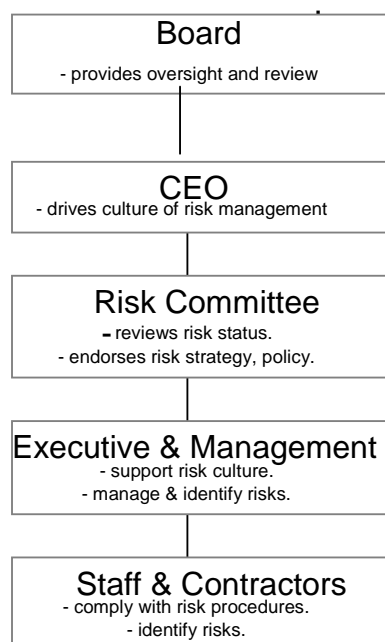 Board
- provides oversight and review
CEO
- drives culture of risk management
Risk Committee
- reviews risk status.
- endorses risk strategy, policy.
Executive & Management
- support risk culture.
- manage & identify risks.
Staff & Contractors
- comply with risk procedures.
- identify risks.